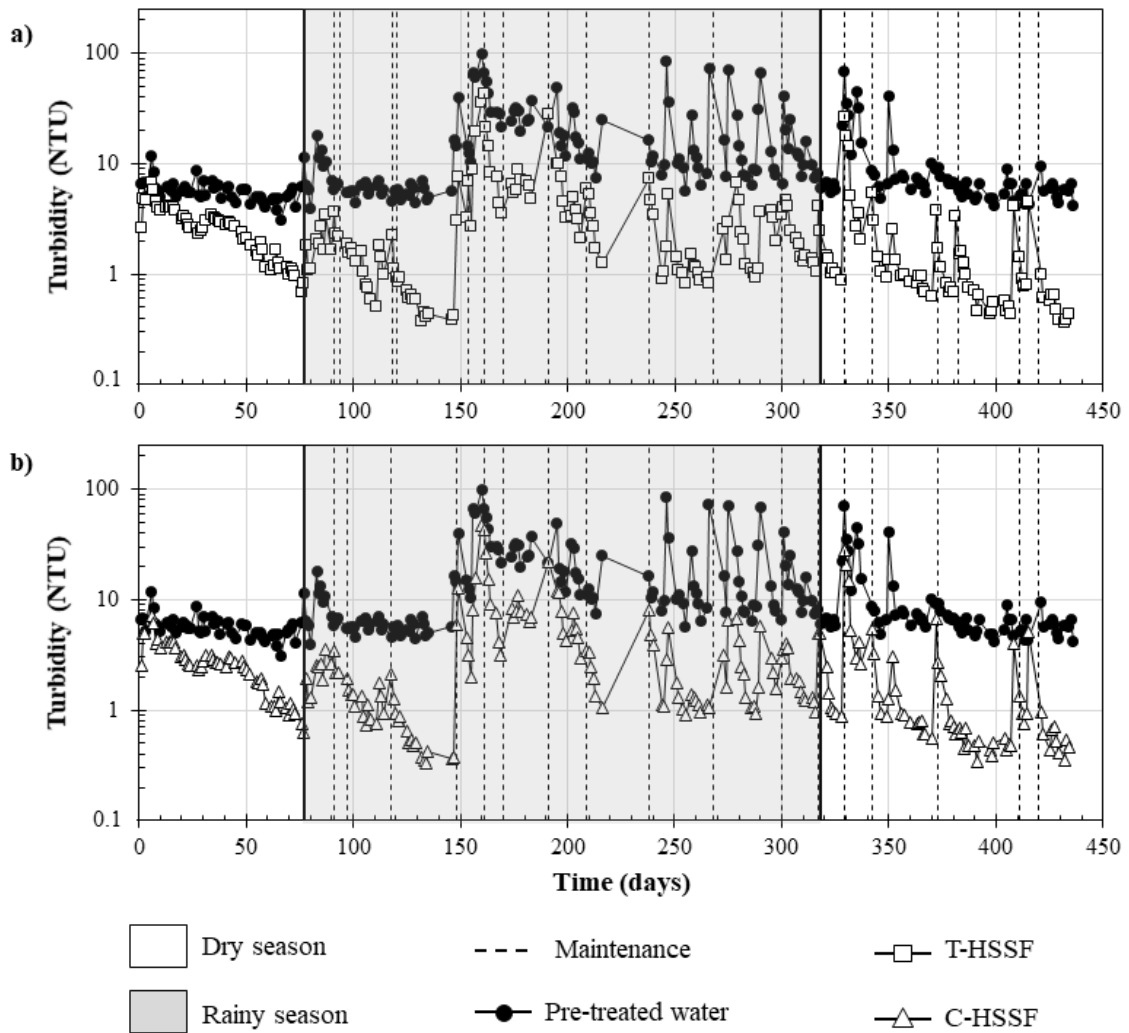 a)
Turbidity (NTU)
100
10
1
0.1
0 50 100 150 200 250 300 350 400 450
b)
Turbidity (NTU)
100
10
1
0.1
0 50 100 150 200 250 300 350 400 450
Time (days)
Dry season Maintenance T-HSSF
Rainy season Pre-treated water C-HSSF